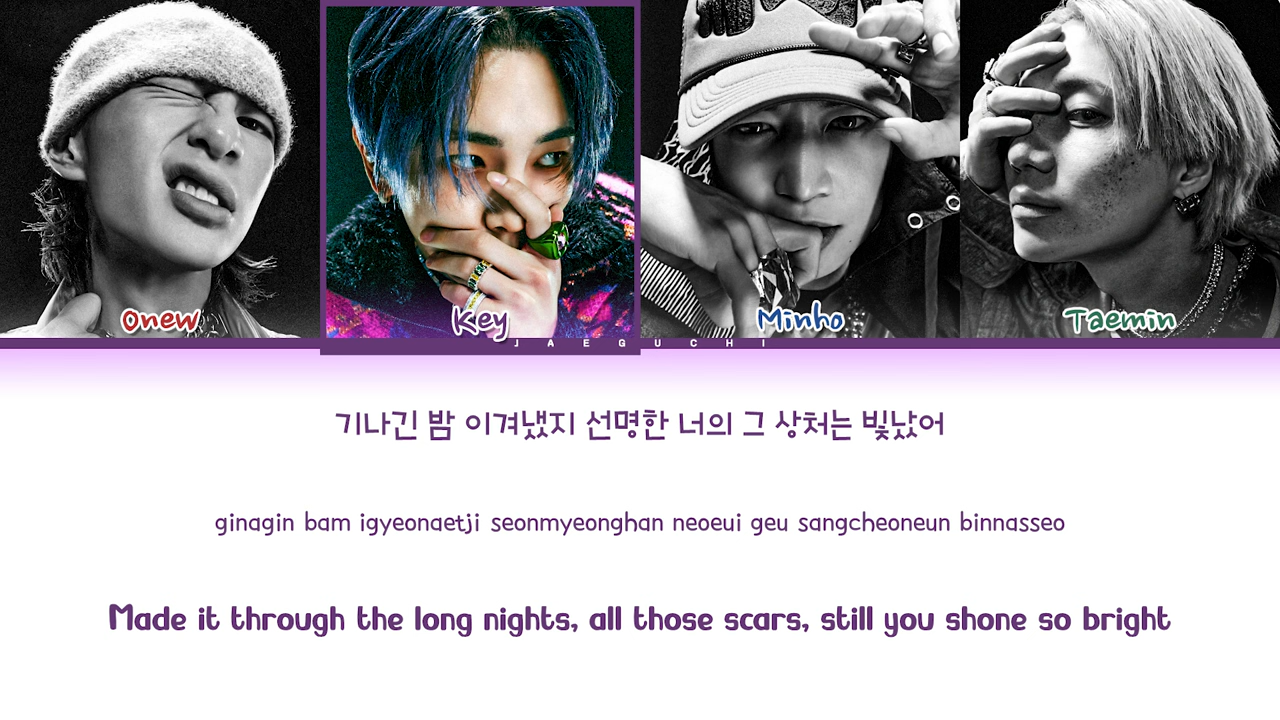 Onew
Key
Minho
Taemin
JAEGUCHI
기나긴 밤 이겨냈지 선명한 너의 그 상처는 빛났어
ginagin bam igyeonaetji seonmyeonghan neoeui geu sangcheoneun binnasseo
Made it through the long nights, all those scars, still you shone so bright